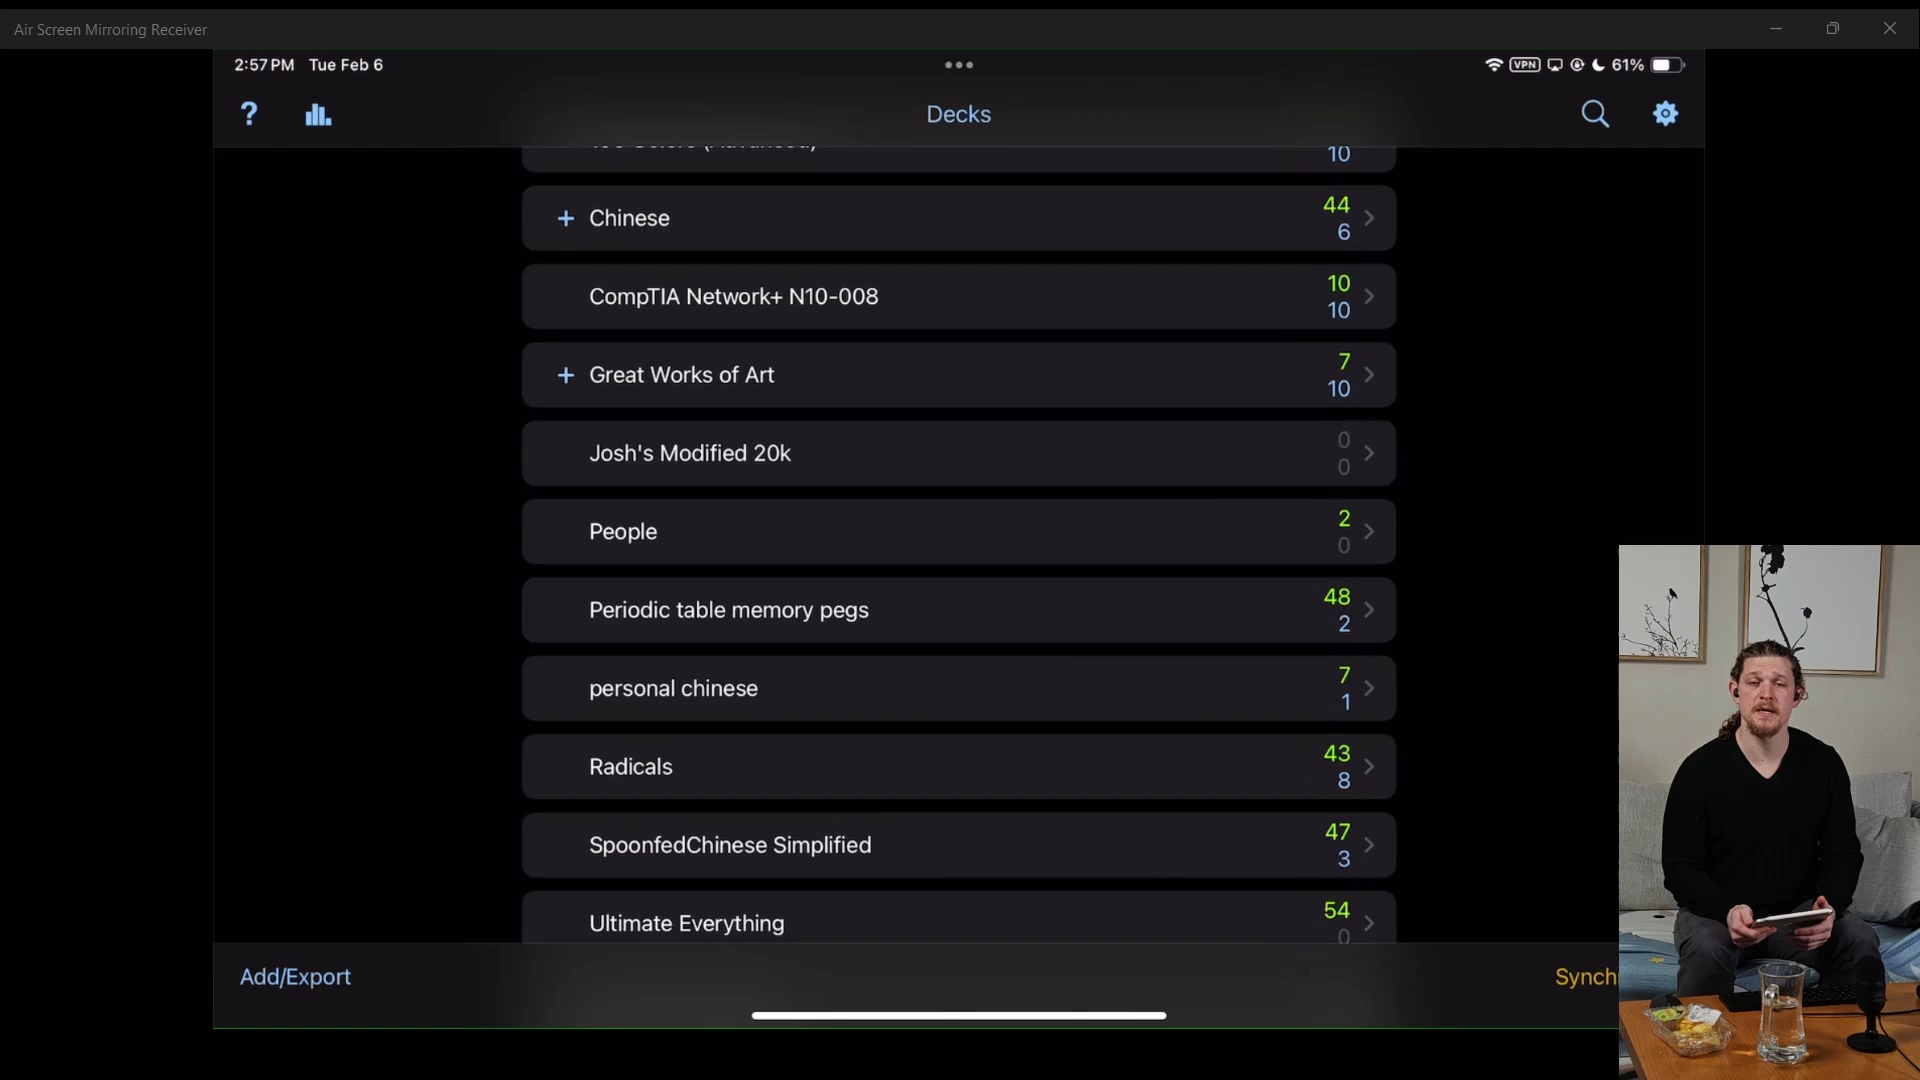 Air Screen Mirroring Receiver
2:57 PM Tue Feb 6
VPN 61%
Decks
10
Chinese
44
6
CompTIA Network+ N10-008
10
10
Great Works of Art
7
10
Josh's Modified 20k
0
0
People
2
0
Periodic table memory pegs
48
2
personal chinese
7
1
Radicals
43
8
SpoonfedChinese Simplified
47
3
Ultimate Everything
54
0
Add/Export
Synch